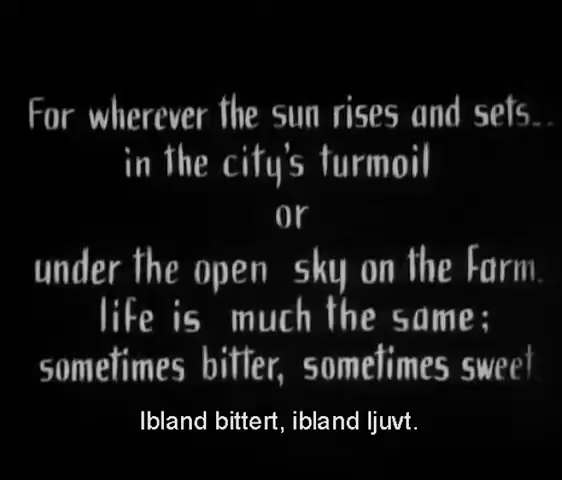 For wherever the sun rises and sets..
in the city's turmoil
or
under the open sky on the farm.
life is much the same;
sometimes bitter, sometimes sweet
Ibland bittert, ibland ljuvt.